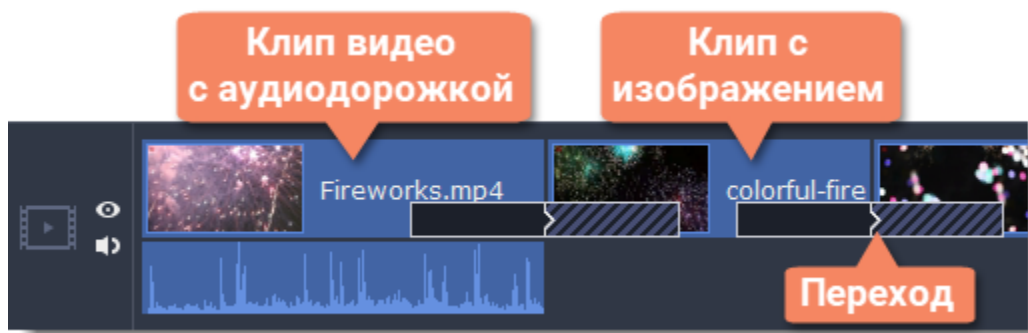 Клип видео
с аудиодорожкой
Клип с
изображением
Fireworks.mp4
colorful-fire
Переход